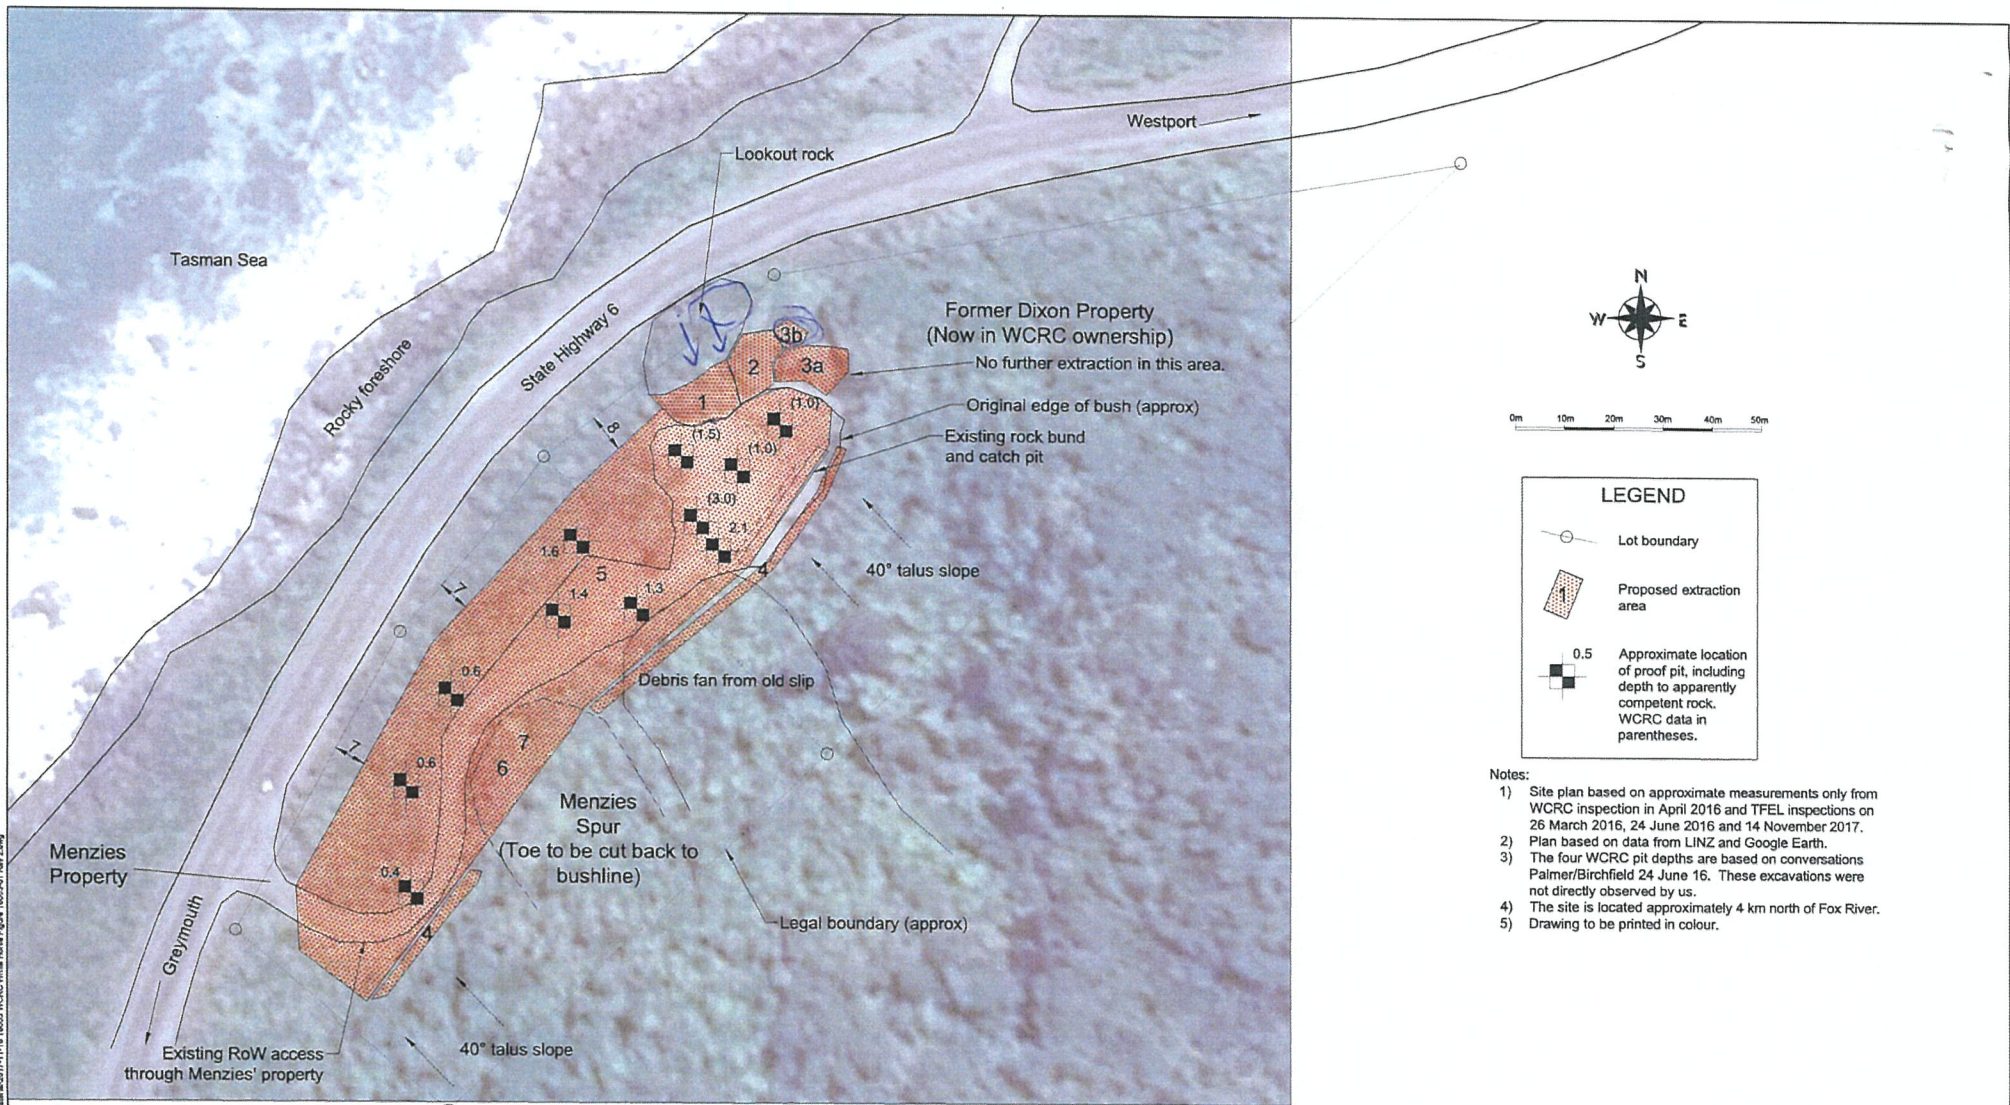 Westport
Lookout rock
Tasman Sea
Rocky foreshore
State Highway 6
Former Dixon Property
(Now in WCRC ownership)
No further extraction in this area.
Original edge of bush (approx)
Existing rock bund
and catch pit
3b
3a
2
1
8
(1.0)
(1.5)
(1.0)
(3.0)
2.1
1.6
5
4
40° talus slope
7
1.4
1.3
0.6
Debris fan from old slip
7
7
6
0.6
Menzies
Spur
(Toe to be cut back to
bushline)
Menzies
Property
0.4
4
Legal boundary (approx)
Greymouth
Existing RoW access
through Menzies' property
40° talus slope
N
W
E
S
0m 10m 20m 30m 40m 50m
LEGEND
Lot boundary
1
Proposed extraction
area
0.5
Approximate location
of proof pit, including
depth to apparently
competent rock.
WCRC data in
parentheses.
Notes:
1) Site plan based on approximate measurements only from
WCRC inspection in April 2016 and TFEL inspections on
26 March 2016, 24 June 2016 and 14 November 2017.
2) Plan based on data from LINZ and Google Earth.
3) The four WCRC pit depths are based on conversations
Palmer/Birchfield 24 June 16. These excavations were
not directly observed by us.
4) The site is located approximately 4 km north of Fox River.
5) Drawing to be printed in colour.